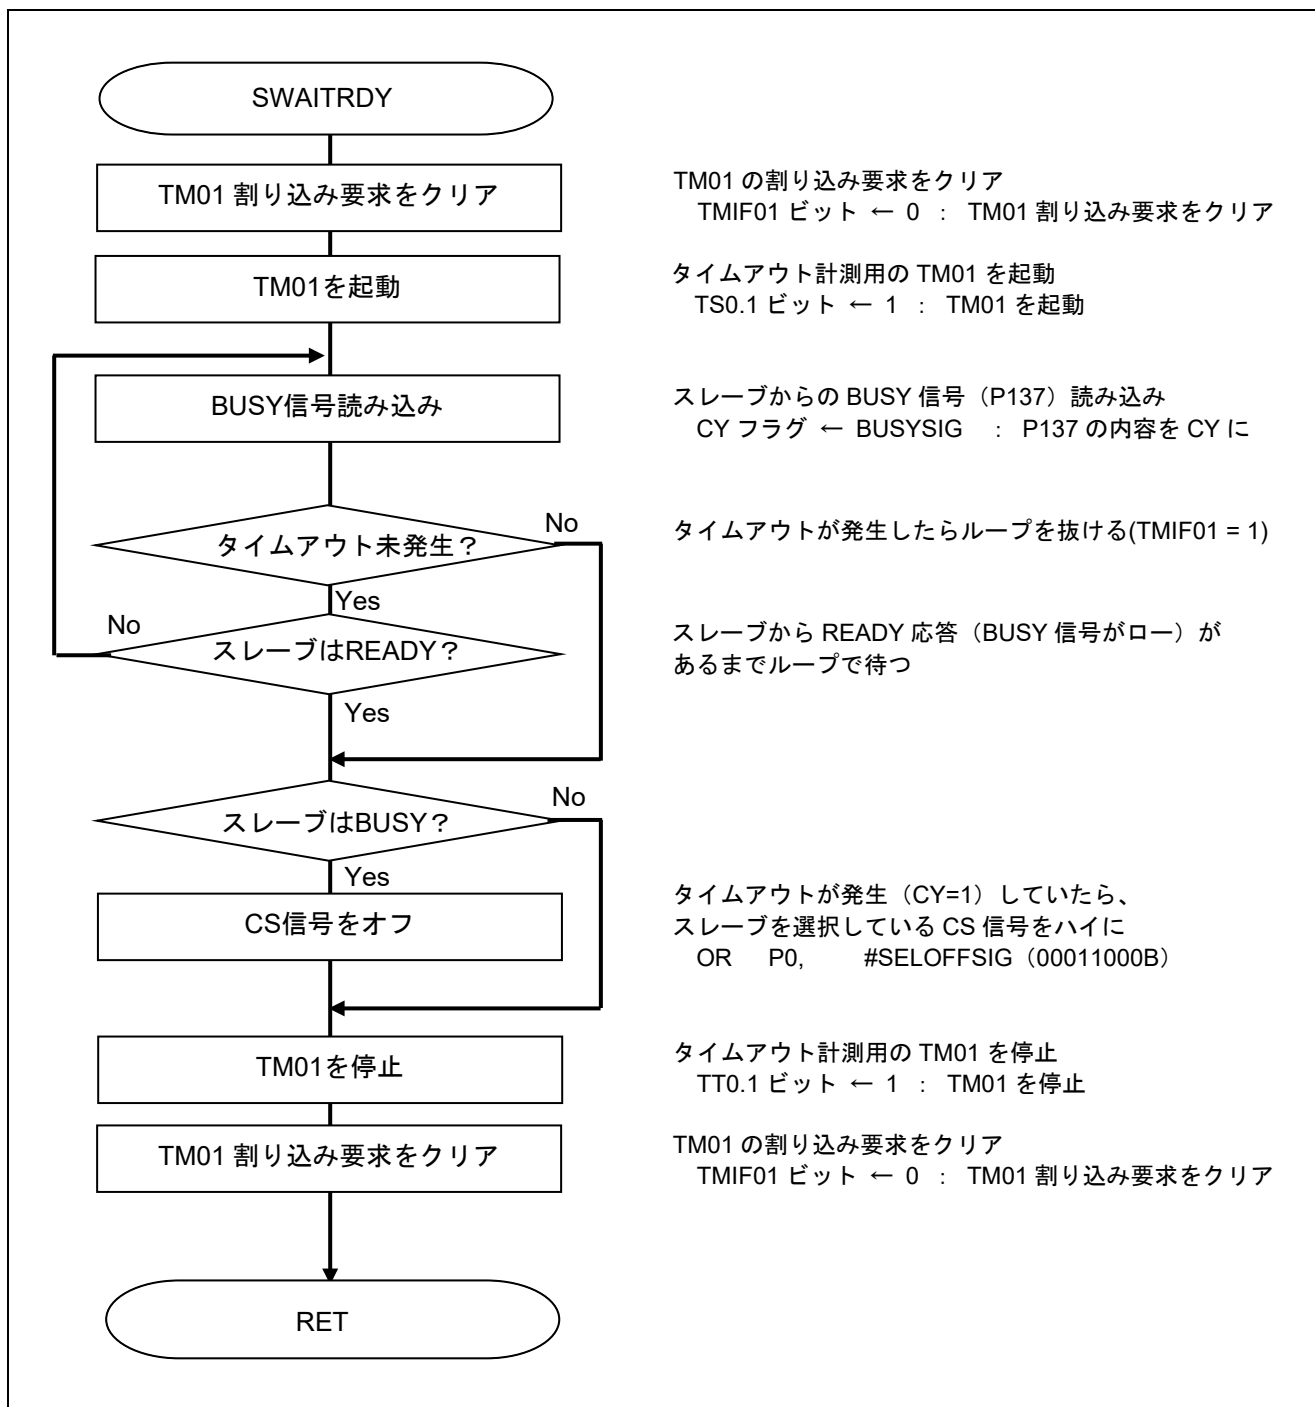 SWAITRDY
TM01 割り込み要求をクリア
TM01 の割り込み要求をクリア
TMIF01 ビット ← 0 : TM01 割り込み要求をクリア
TM01を起動
タイムアウト計測用の TM01 を起動
TS0.1 ビット ← 1 : TM01 を起動
BUSY信号読み込み
スレーブからの BUSY 信号（P137）読み込み
CY フラグ ← BUSYSIG : P137 の内容を CY に
タイムアウト未発生？
No
Yes
タイムアウトが発生したらループを抜ける(TMIF01 = 1)
スレーブはREADY？
No
Yes
スレーブから READY 応答（BUSY 信号がロー）が
あるまでループで待つ
スレーブはBUSY？
No
Yes
CS信号をオフ
タイムアウトが発生（CY=1）していたら、
スレーブを選択している CS 信号をハイに
OR P0, #SELOFFSIG（00011000B）
TM01を停止
タイムアウト計測用の TM01 を停止
TT0.1 ビット ← 1 : TM01 を停止
TM01 割り込み要求をクリア
TM01 の割り込み要求をクリア
TMIF01 ビット ← 0 : TM01 割り込み要求をクリア
RET